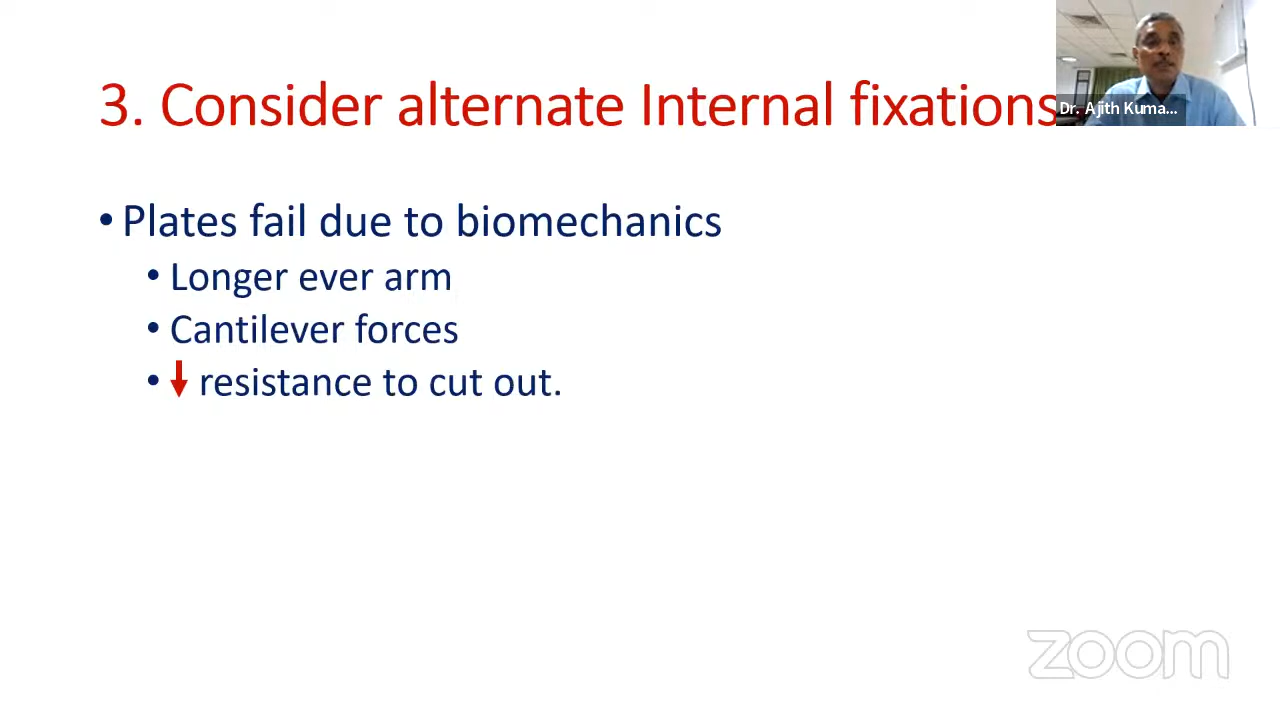 3. Consider alternate Internal fixations
Dr. Ajith Kuma...
• Plates fail due to biomechanics
• Longer ever arm
• Cantilever forces
• ↓ resistance to cut out.
zoom